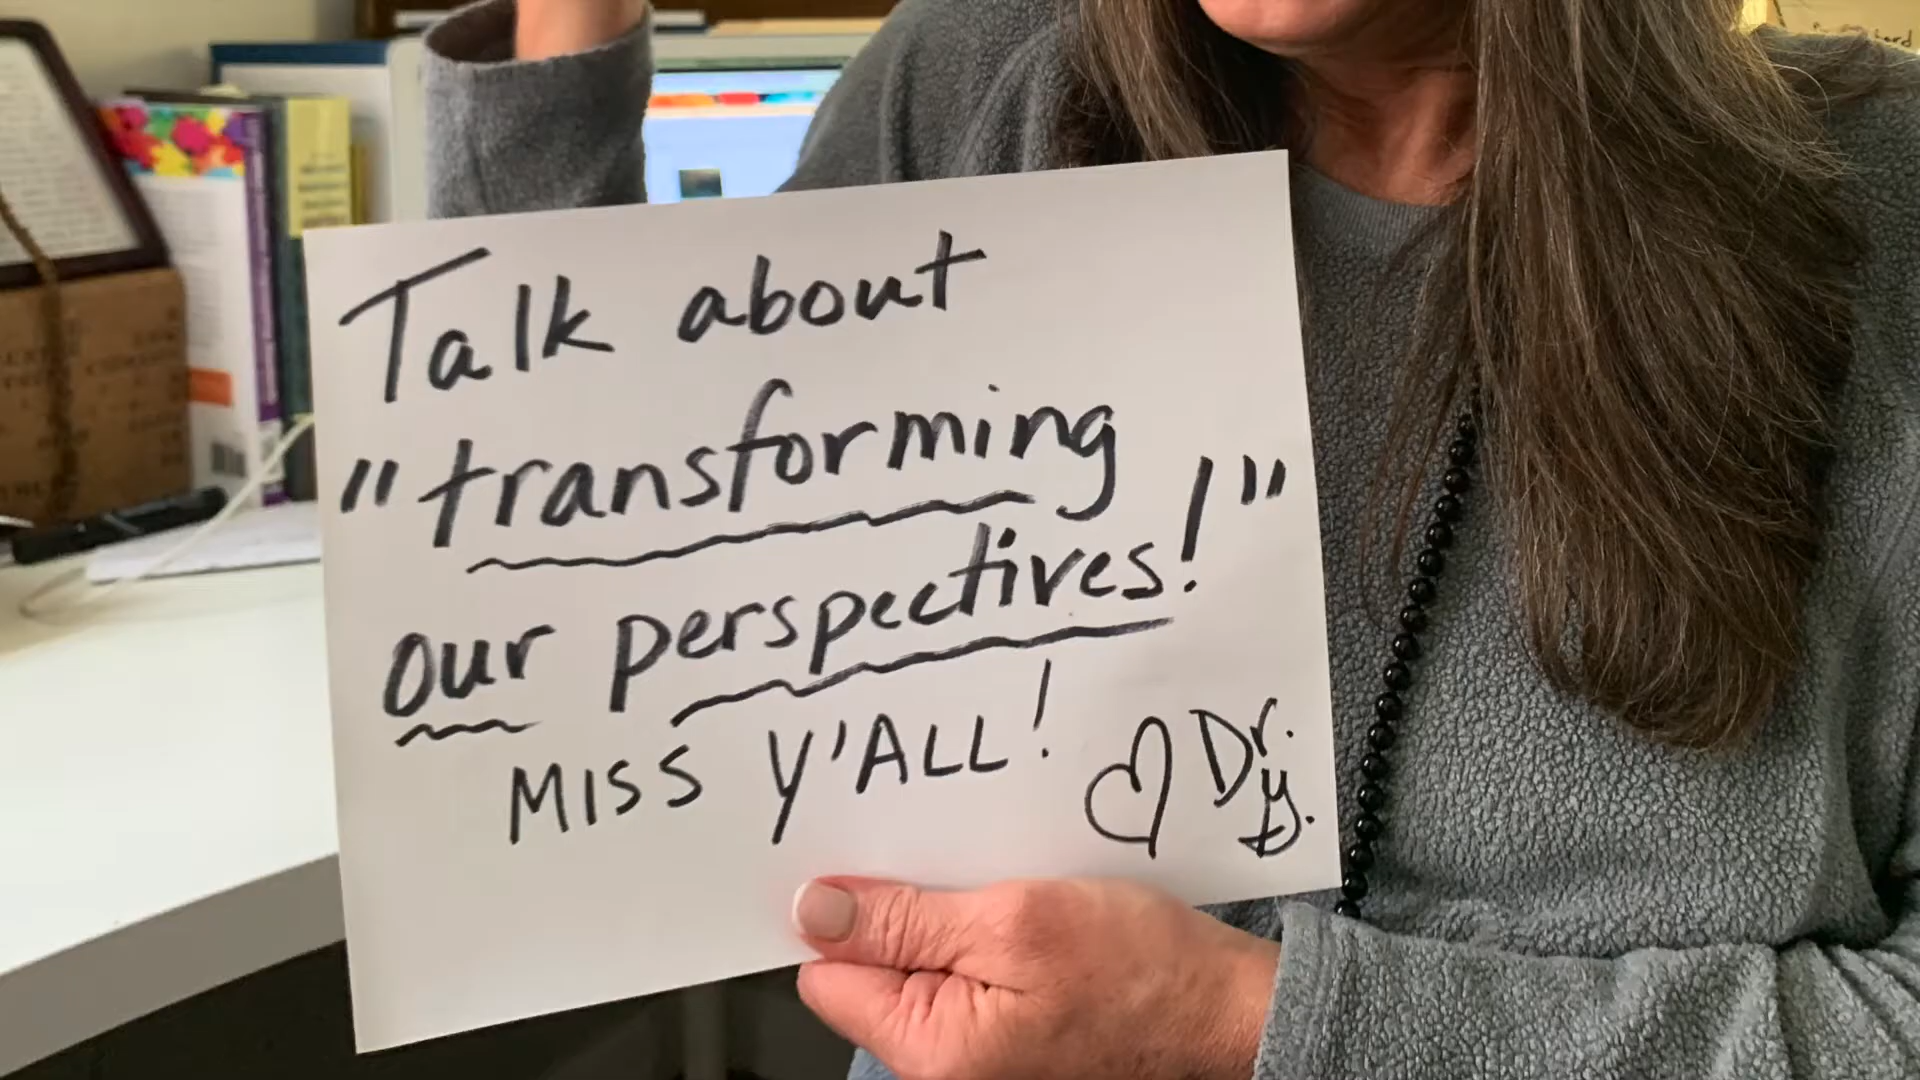 Talk about
"transforming
our perspectives!"
MISS Y'ALL! ♡ Dr.
y.